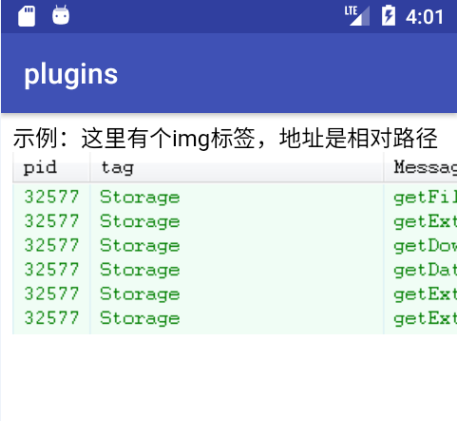 LTE 4:01
plugins
示例：这里有个img标签，地址是相对路径
pid tag Messag
32577 Storage getFil
32577 Storage getExt
32577 Storage getDow
32577 Storage getDat
32577 Storage getExt
32577 Storage getExt